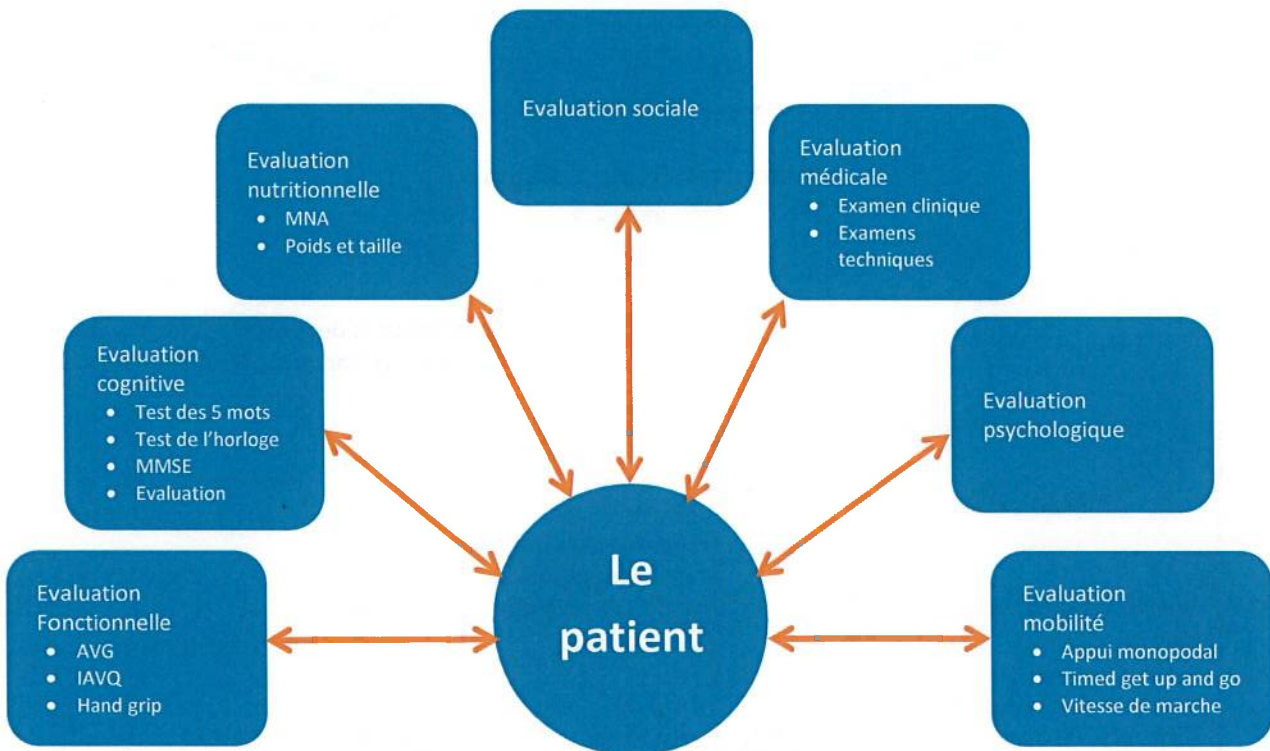 Evaluation sociale
Evaluation
nutritionnelle
• MNA
• Poids et taille
Evaluation
médicale
• Examen clinique
• Examens
techniques
Evaluation
cognitive
• Test des 5 mots
• Test de l'horloge
• MMSE
• Evaluation
Evaluation
psychologique
Evaluation
Fonctionnelle
• AVG
• IAVQ
• Hand grip
Le
patient
Evaluation
mobilité
• Appui monopodal
• Timed get up and go
• Vitesse de marche